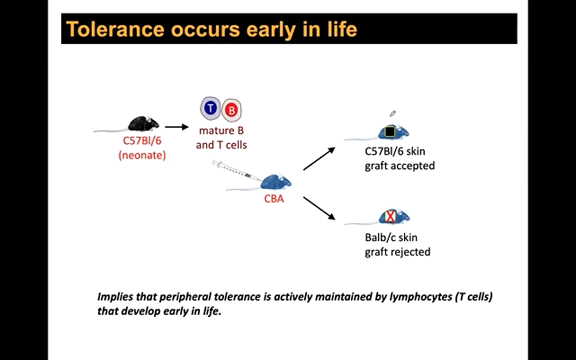 Tolerance occurs early in life
T B
C57Bl/6
(neonate)
mature B
and T cells
CBA
C57Bl/6 skin
graft accepted
X
Balb/c skin
graft rejected
Implies that peripheral tolerance is actively maintained by lymphocytes (T cells)
that develop early in life.